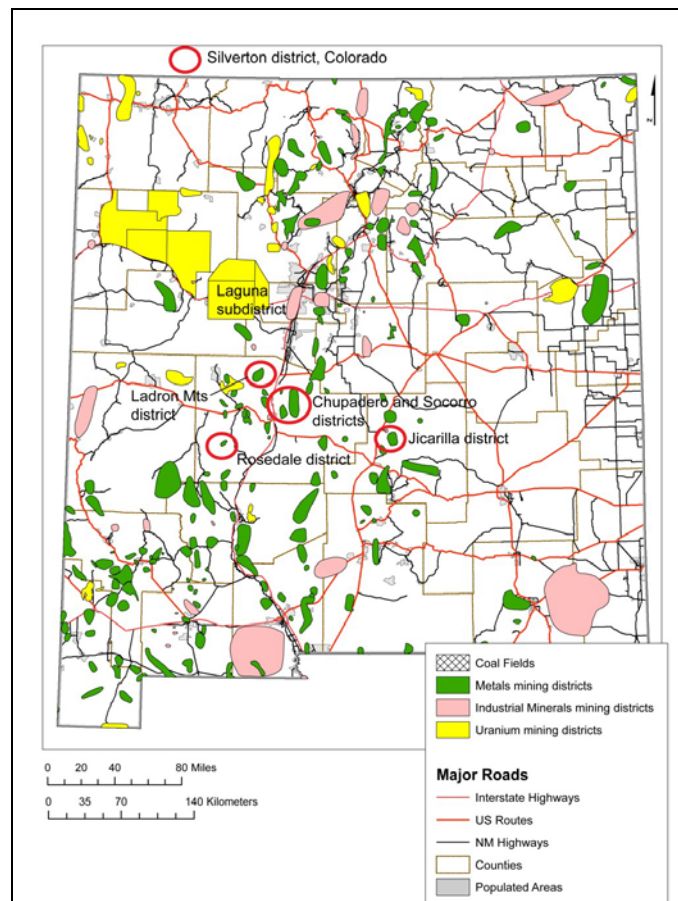 Silverton district, Colorado
N
Laguna
subdistrict
Ladron Mts
district
Chupadero and Socorro
districts
Jicarilla district
Rosedale district
Coal Fields
Metals mining districts
Industrial Minerals mining districts
Uranium mining districts
Major Roads
Interstate Highways
US Routes
NM Highways
Counties
Populated Areas
0 20 40 80 Miles
0 35 70 140 Kilometers